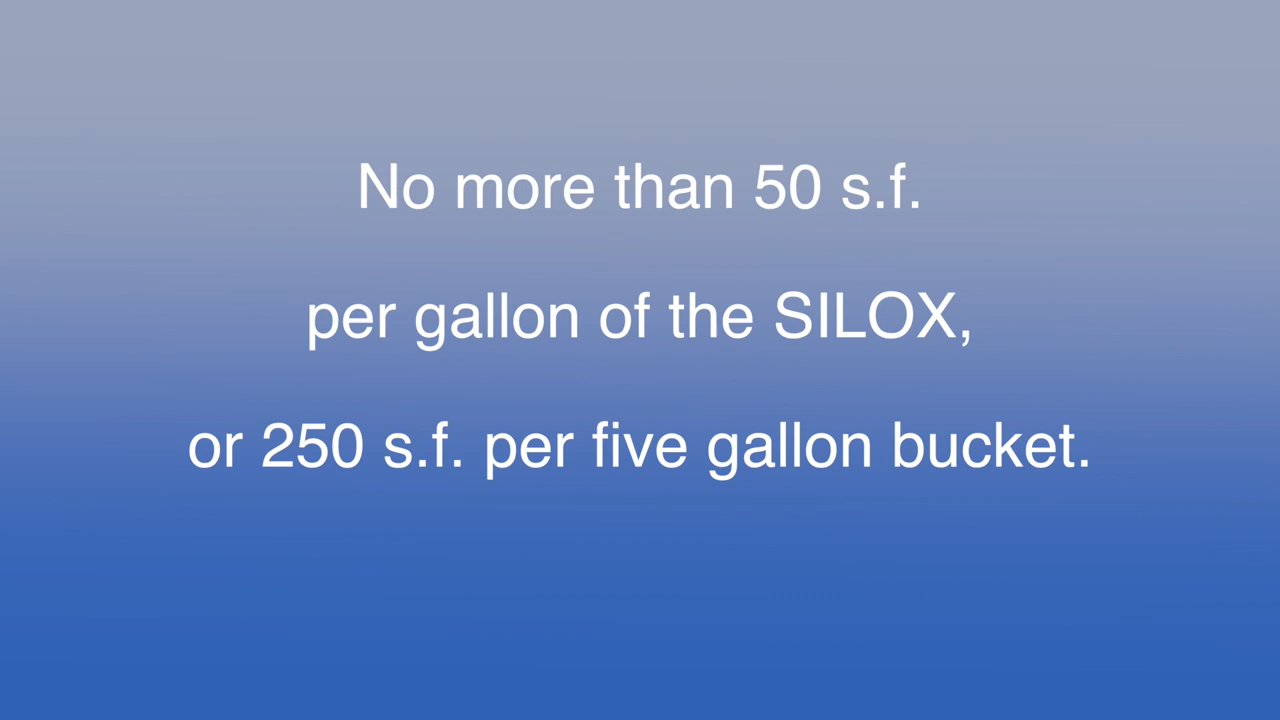 No more than 50 s.f.
per gallon of the SILOX,
or 250 s.f. per five gallon bucket.